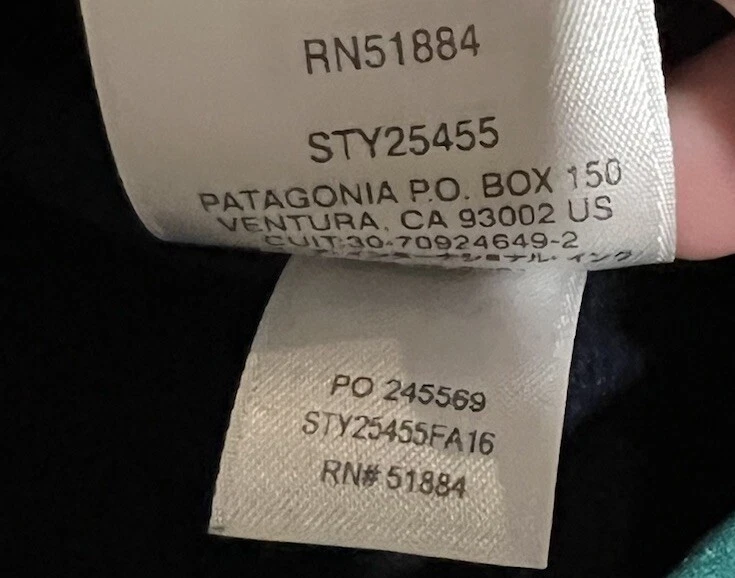 RN51884
STY25455
PATAGONIA P.O. BOX 150
VENTURA, CA 93002 US
CUIT:30-70924649-2
PO 245569
STY25455FA16
RN# 51884